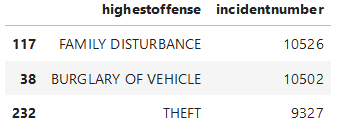 highestoffense incidentnumber
117 FAMILY DISTURBANCE 10526
38 BURGLARY OF VEHICLE 10502
232 THEFT 9327